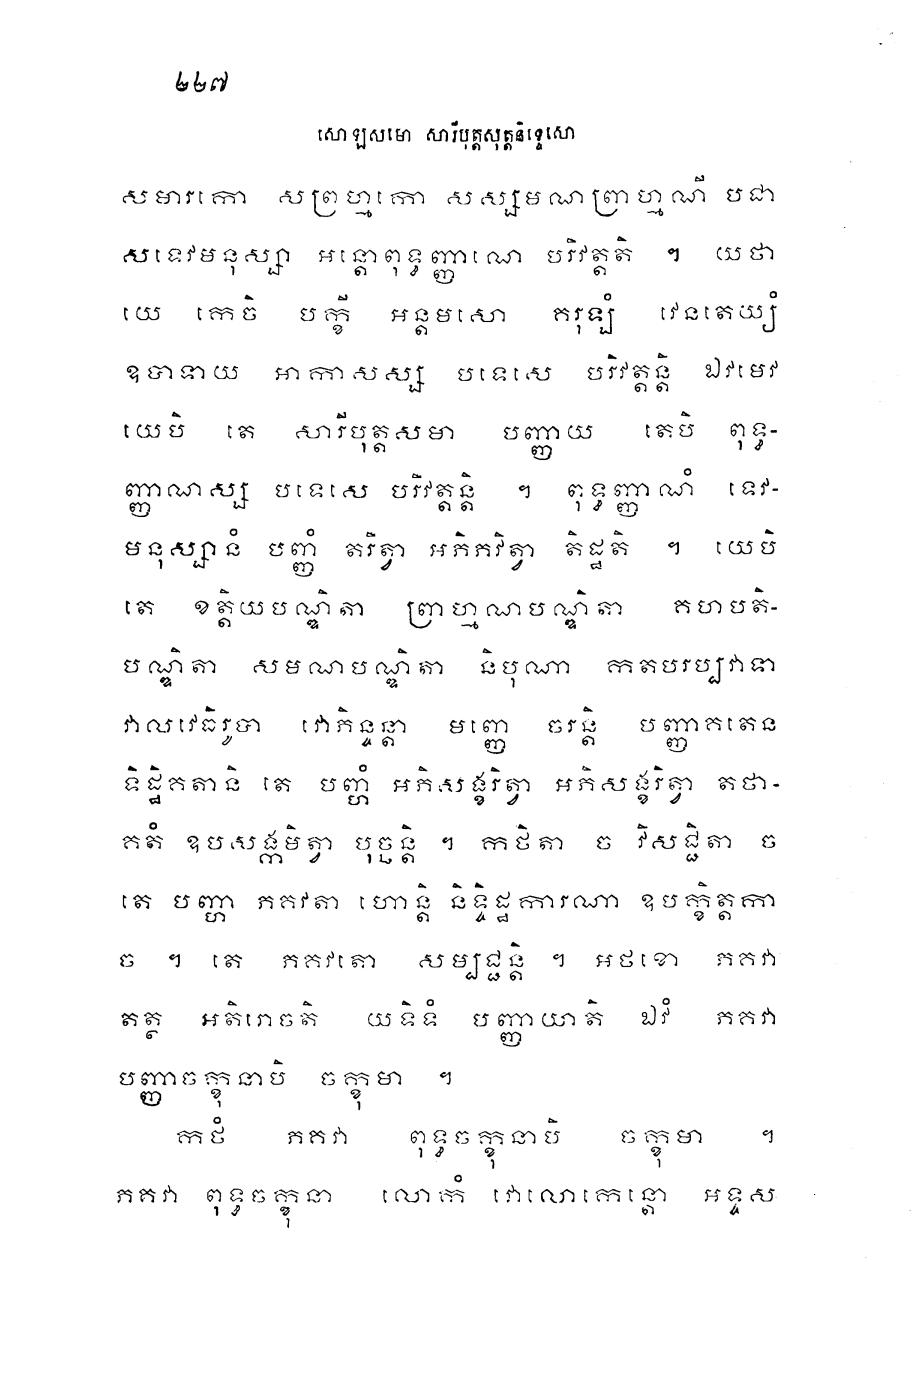 ២២៧
សោឡសមោ សារីបុត្តសុត្តនិទ្ទេសោ
សមារកោ សព្រហ្មកោ សស្សមណព្រាហ្មណី បជា
សទេវមនុស្សា អន្តោពុទ្ធញ្ញាណេ បរិវត្តតិ ។ យថា
យេ កេចិ បក្ខី អន្តមសោ គរុឡំ វេនតេយ្យំ
ឧបាទាយ អាកាសស្ស បទេសេ បរិវត្តន្តិ ឯវមេវ
យេបិ តេ សារីបុត្តសមា បញ្ញាយ តេបិ ពុទ្ធ-
ញ្ញាណស្ស បទេសេ បរិវត្តន្តិ ។ ពុទ្ធញ្ញាណំ ទេវ-
មនុស្សានំ បញ្ញំ តរិត្វា អភិភវិត្វា តិដ្ឋតិ ។ យេបិ
តេ ខត្តិយបណ្ឌិតា ព្រាហ្មណបណ្ឌិតា គហបតិ-
បណ្ឌិតា សមណបណ្ឌិតា និបុណា កតបរប្បវាទា
វាលវេធិរូបា វោភិន្ទន្តា មញ្ញេ ចរន្តិ បញ្ញាគតេន
ទិដ្ឋិគតានិ តេ បញ្ហំ អភិសង្ខរិត្វា អភិសង្ខរិត្វា តថា-
គតំ ឧបសង្កមិត្វា បុច្ឆន្តិ ។ កថិតា ច វិសជ្ជិតា ច
តេ បញ្ហា ភគវតា ហោន្តិ និទ្ទិដ្ឋការណា ឧបក្ខិត្តកា
ច ។ តេ ភគវតោ សម្បជ្ជន្តិ ។ អថខោ ភគវា
តត្ថ អតិរោចតិ យទិទំ បញ្ញាយាតិ ឯវំ ភគវា
បញ្ញាចក្ខុនាបិ ចក្ខុមា ។
កថំ ភគវា ពុទ្ធចក្ខុនាបិ ចក្ខុមា ។
ភគវា ពុទ្ធចក្ខុនា លោកំ វោលោកេន្តោ អទ្ទស